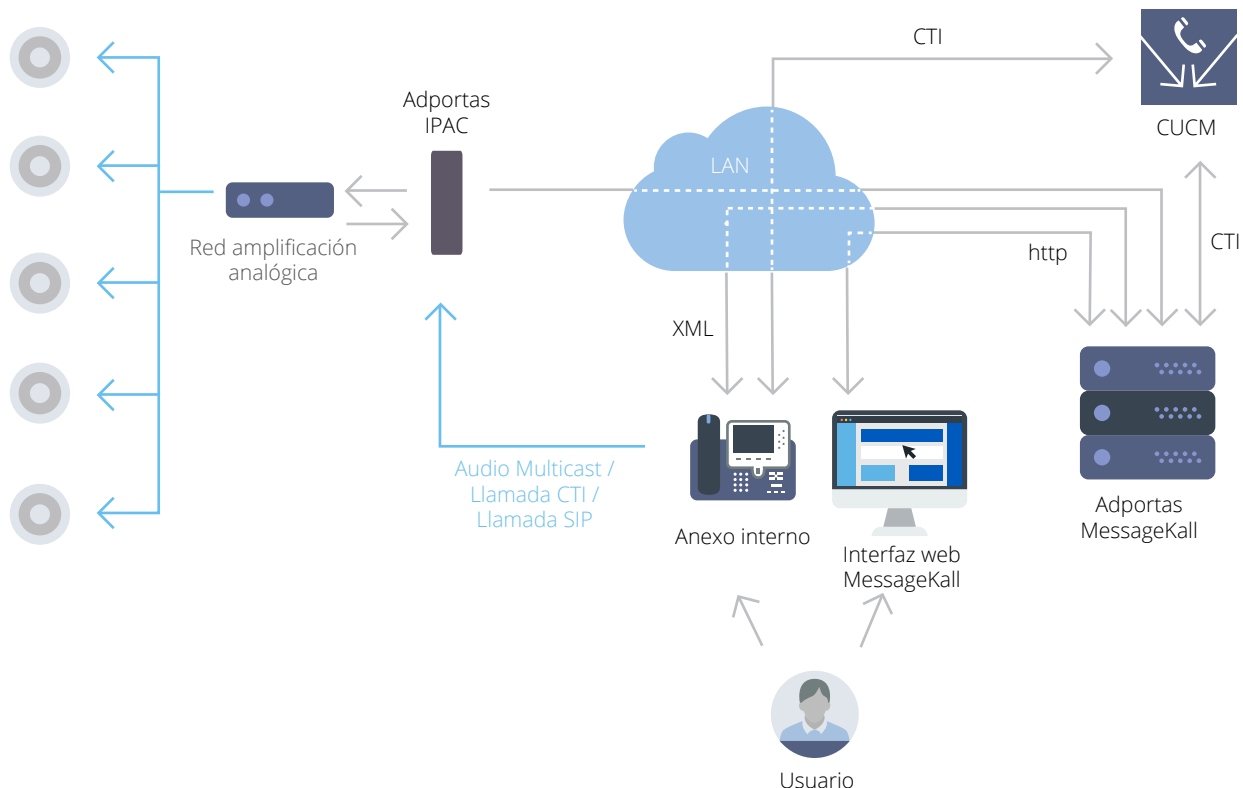 CTI
Adportas
IPAC
CUCM
LAN
Red amplificación
analógica
http
CTI
XML
Audio Multicast /
Llamada CTI /
Llamada SIP
Anexo interno
Interfaz web
MessageKall
Adportas
MessageKall
Usuario